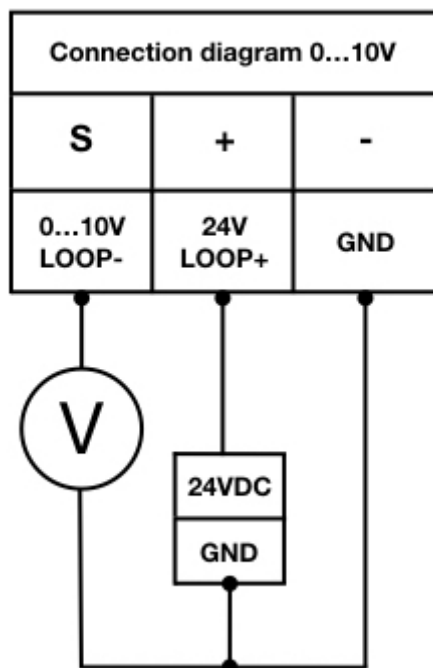 Connection diagram 0...10V
S + -
0...10V 24V GND
LOOP- LOOP+
V
24VDC
GND